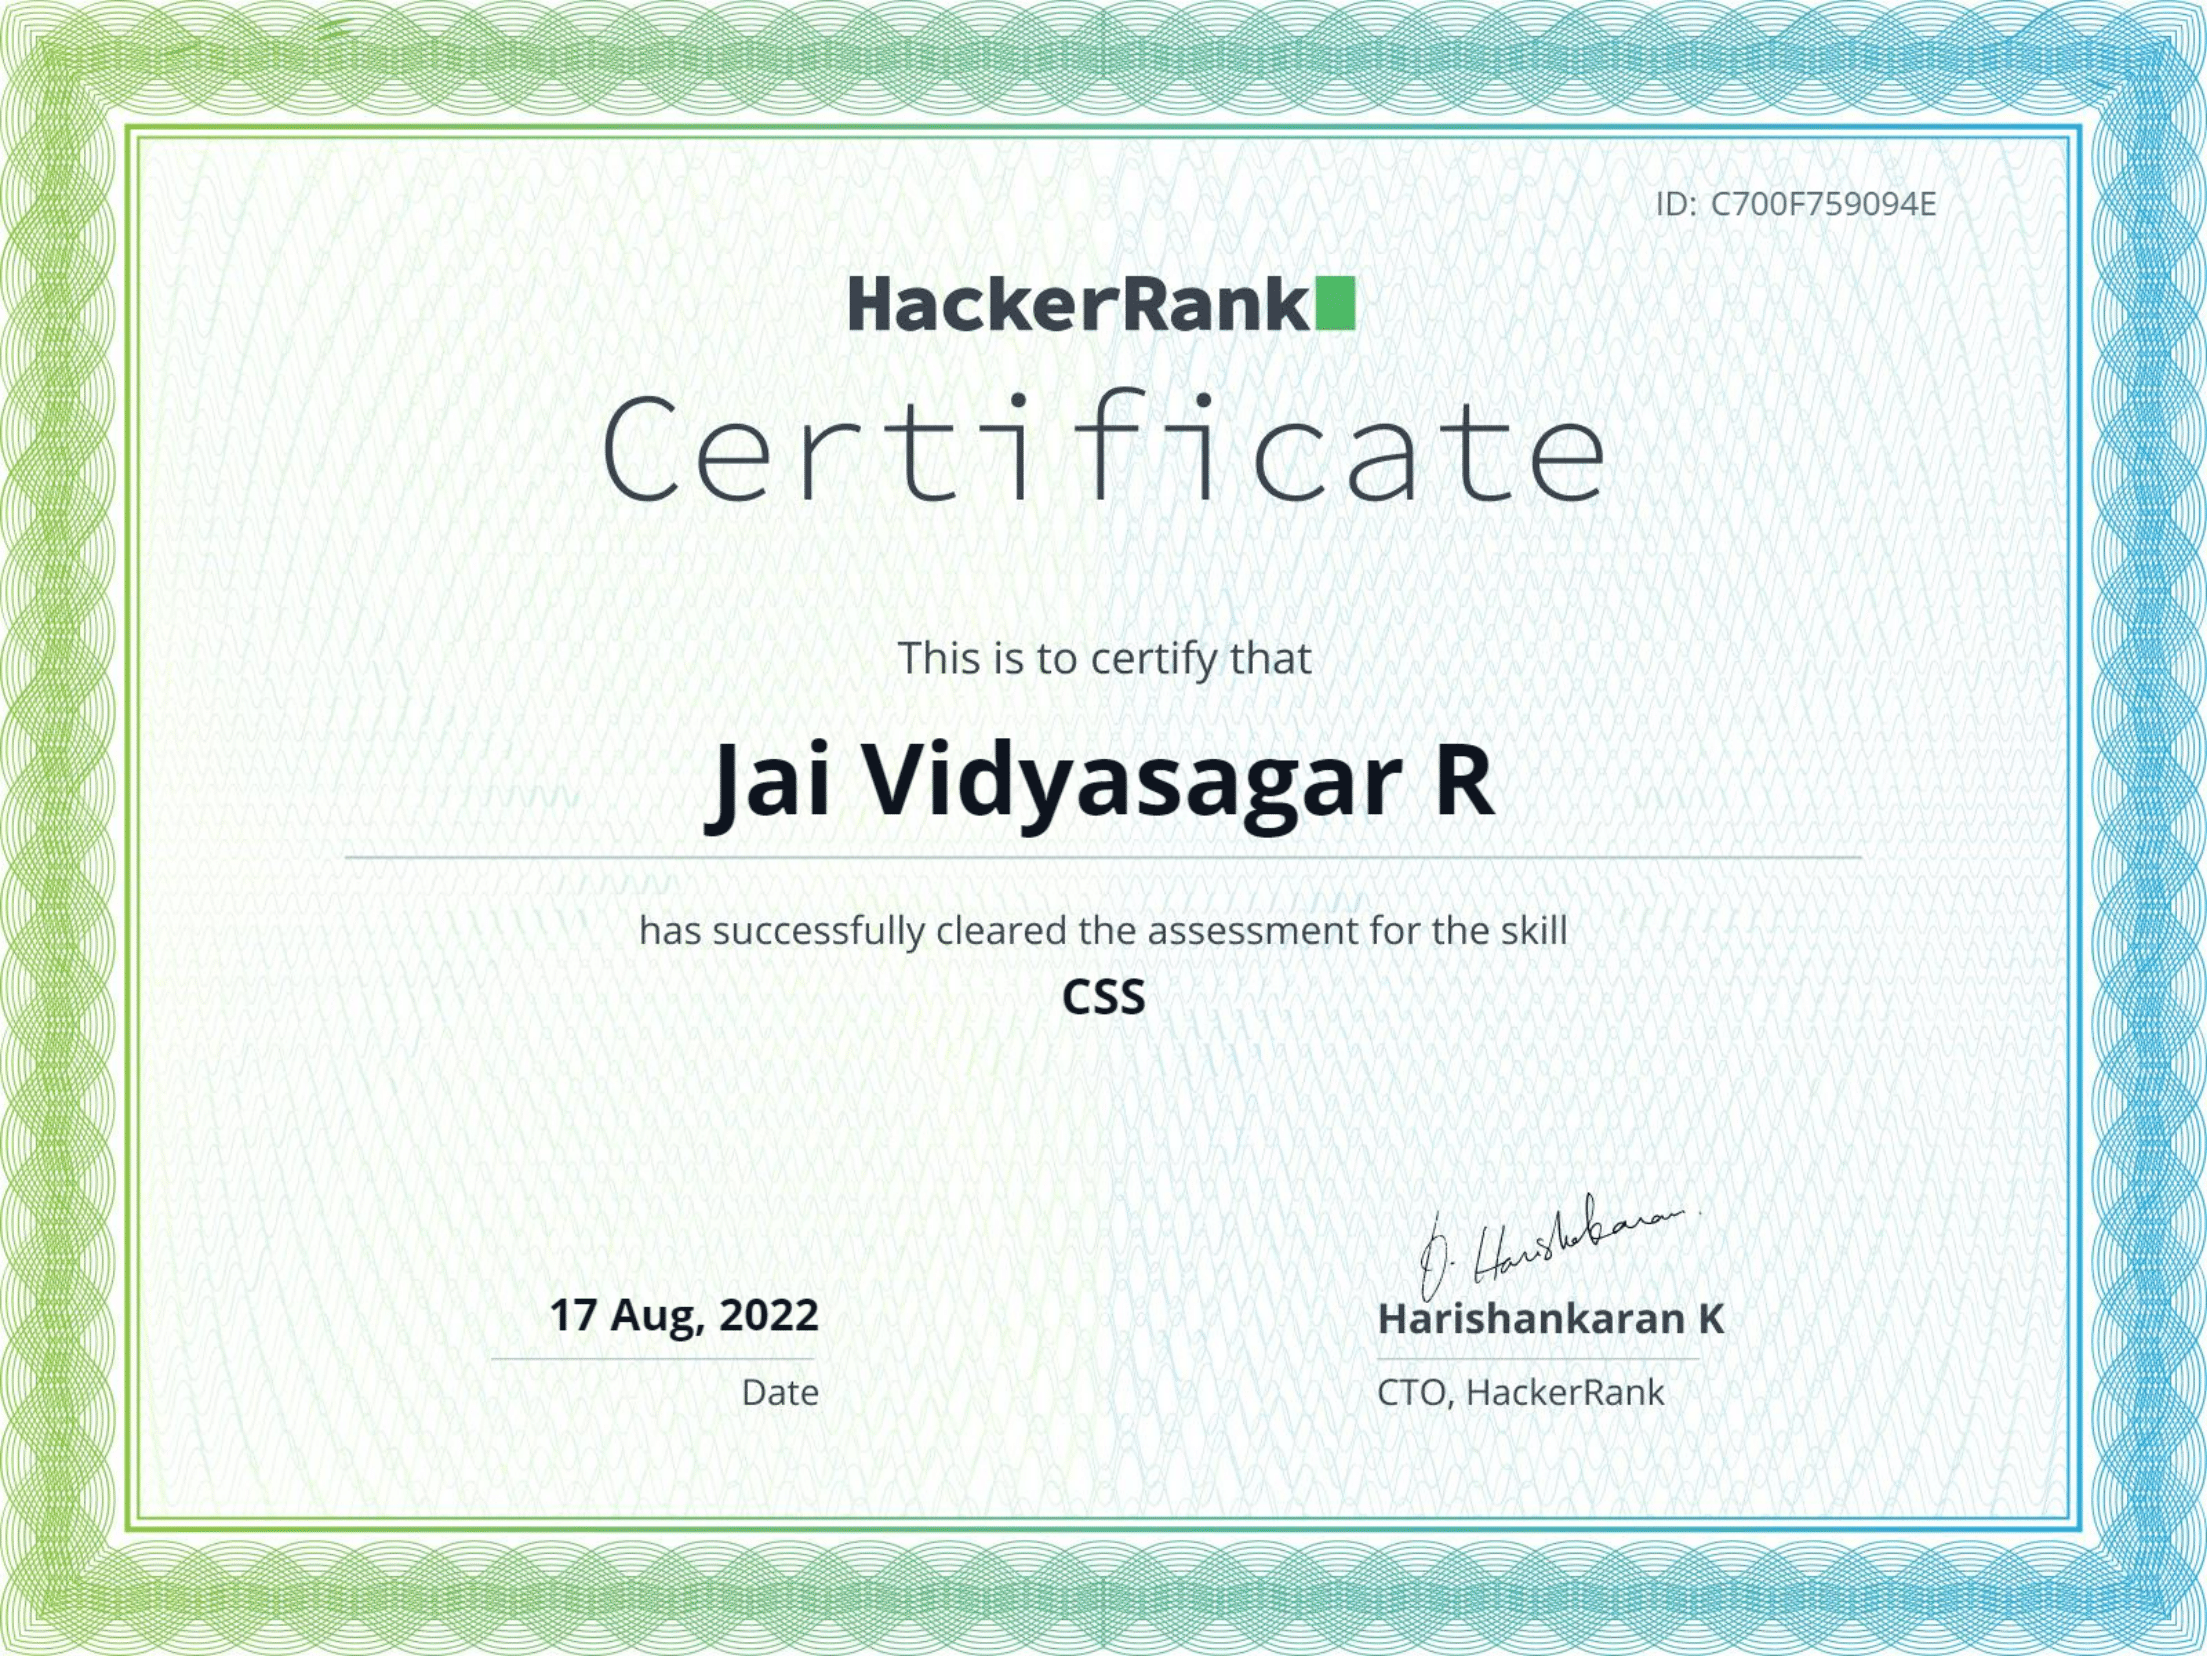 ID: C700F759094E
HackerRank
Certificate
This is to certify that
Jai Vidyasagar R
has successfully cleared the assessment for the skill
CSS
17 Aug, 2022
Date
Harishankaran K
CTO, HackerRank